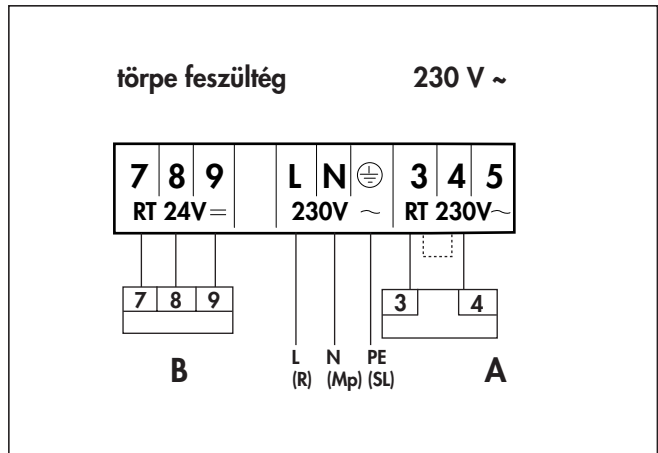 törpe feszültég 230 V ~
7 8 9 L N 3 4 5
RT 24V= 230V ~ RT 230V~
7 8 9 3 4
L N PE
(R) (Mp) (SL)
B A